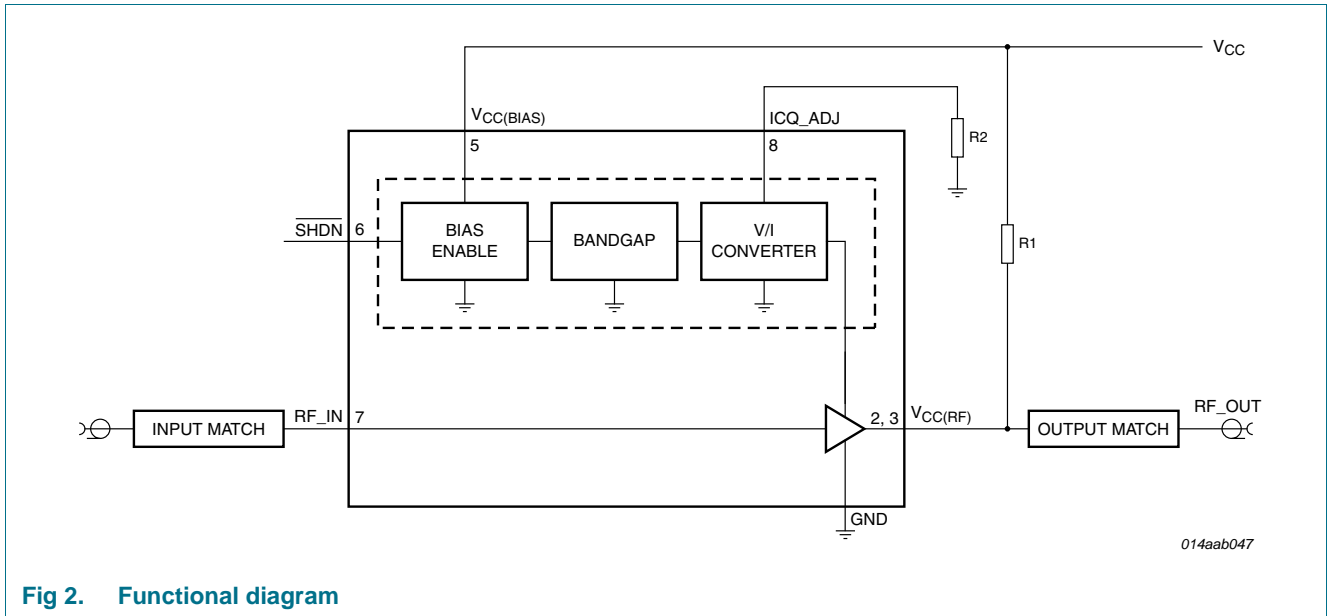 VCC
VCC(BIAS)
ICQ_ADJ
5
8
R2
SHDN
6
BIAS
ENABLE
BANDGAP
V/I
CONVERTER
R1
INPUT MATCH
RF_IN
7
2, 3
VCC(RF)
OUTPUT MATCH
RF_OUT
GND
014aab047
Fig 2. Functional diagram